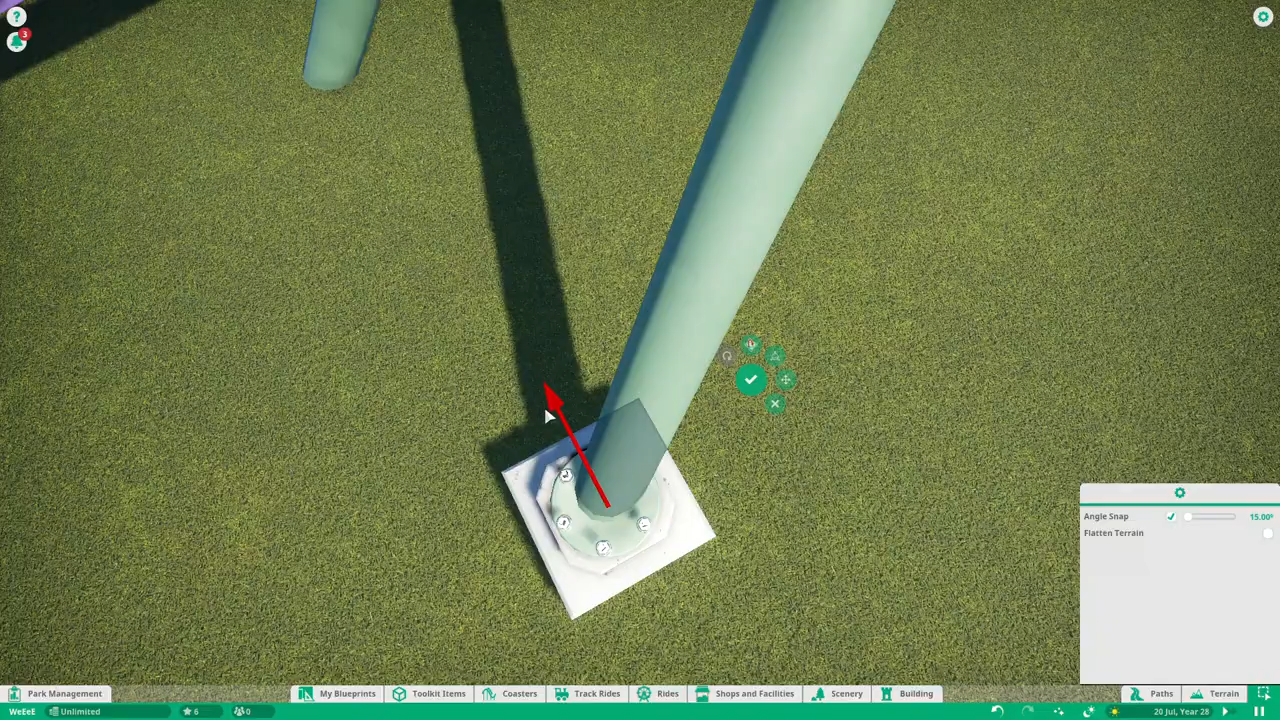 ?
3
Angle Snap 15.00°
Flatten Terrain
Park Management My Blueprints Toolkit Items Coasters Track Rides Rides Shops and Facilities Scenery Building Paths Terrain
WeEeE Unlimited 6 0 20 Jul, Year 28